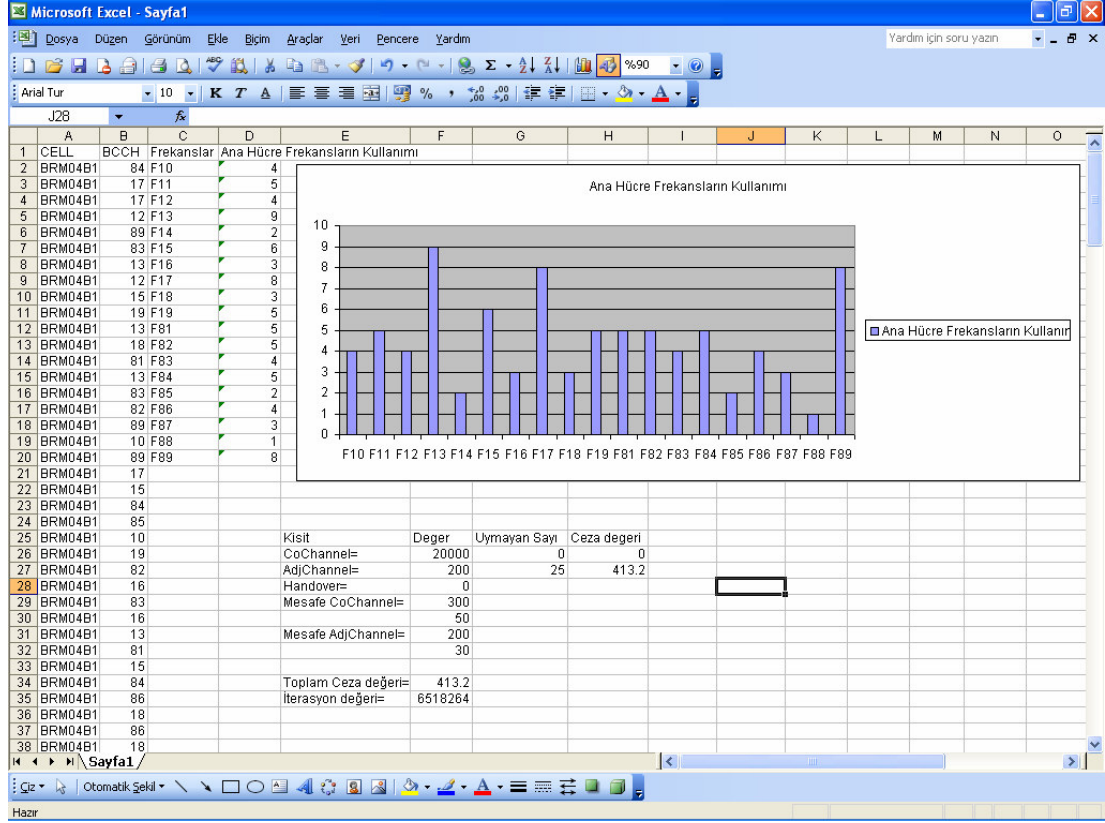 Microsoft Excel - Sayfa1
Dosya Düzen Görünüm Ekle Biçim Araçlar Veri Pencere Yardım Yardım için soru yazın
%90
Arial Tur 10 K T A
J28 fx
A B C D E F G H I J K L M N O
1 CELL BCCH Frekanslar Ana Hücre Frekansların Kullanımı
2 BRM04B1 84 F10 4
3 BRM04B1 17 F11 5
4 BRM04B1 17 F12 4
5 BRM04B1 12 F13 9
6 BRM04B1 89 F14 2
7 BRM04B1 83 F15 6
8 BRM04B1 13 F16 3
9 BRM04B1 12 F17 8
10 BRM04B1 15 F18 3
11 BRM04B1 19 F19 5
12 BRM04B1 13 F81 5
13 BRM04B1 18 F82 5
14 BRM04B1 81 F83 4
15 BRM04B1 13 F84 5
16 BRM04B1 83 F85 2
17 BRM04B1 82 F86 4
18 BRM04B1 89 F87 3
19 BRM04B1 10 F88 1
20 BRM04B1 89 F89 8
Ana Hücre Frekansların Kullanımı
10
9
8
7
6
5
4
3
2
1
0
F10 F11 F12 F13 F14 F15 F16 F17 F18 F19 F81 F82 F83 F84 F85 F86 F87 F88 F89
Ana Hücre Frekansların Kullanır
21 BRM04B1 17
22 BRM04B1 15
23 BRM04B1 84
24 BRM04B1 85
25 BRM04B1 10 Kisit Deger Uymayan Sayı Ceza degeri
26 BRM04B1 19 CoChannel= 20000 0 0
27 BRM04B1 82 AdjChannel= 200 25 413.2
28 BRM04B1 16 Handover= 0
29 BRM04B1 83 Mesafe CoChannel= 300
30 BRM04B1 16 50
31 BRM04B1 13 Mesafe AdjChannel= 200
32 BRM04B1 81 30
33 BRM04B1 15
34 BRM04B1 84 Toplam Ceza değeri= 413.2
35 BRM04B1 86 İterasyon değeri= 6518264
36 BRM04B1 18
37 BRM04B1 86
38 BRM04B1 18
Sayfa1
Çiz Otomatik Şekil
Hazır